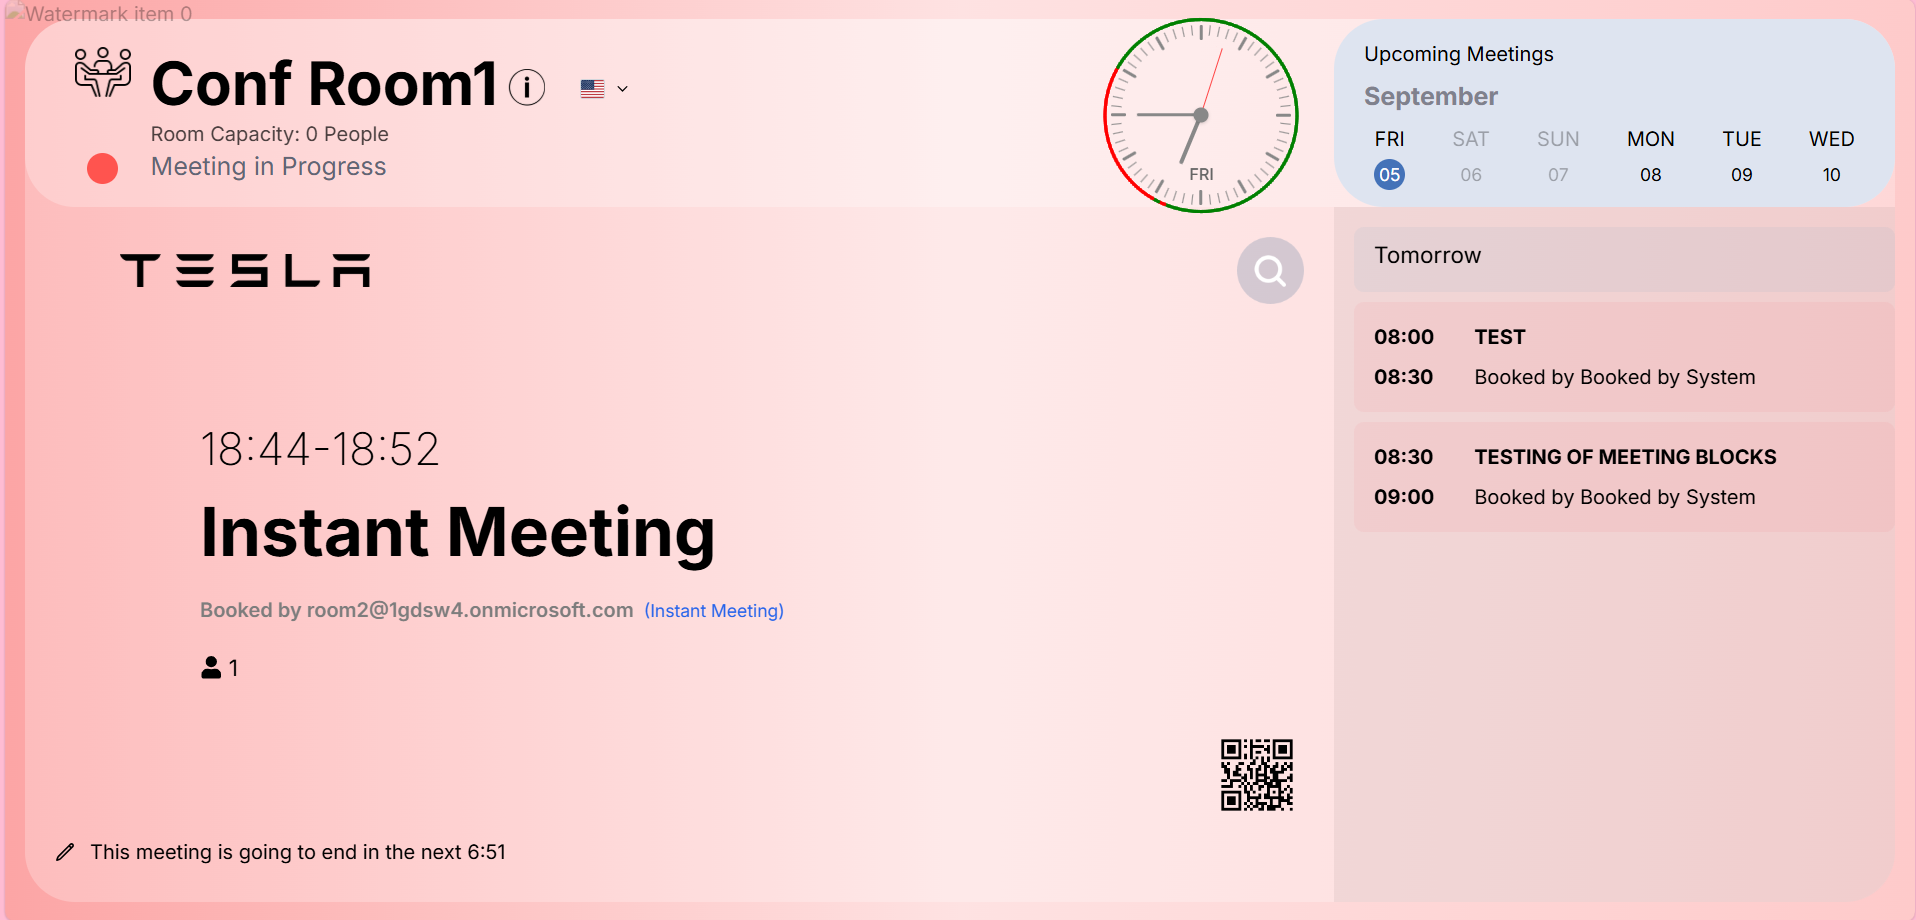 Watermark item 0
Conf Room1
Room Capacity: 0 People
Meeting in Progress
FRI
Upcoming Meetings
September
FRI SAT SUN MON TUE WED
05 06 07 08 09 10
TESLA
Tomorrow
08:00 TEST
08:30 Booked by Booked by System
08:30 TESTING OF MEETING BLOCKS
09:00 Booked by Booked by System
18:44-18:52
Instant Meeting
Booked by room2@1gdsw4.onmicrosoft.com (Instant Meeting)
1
This meeting is going to end in the next 6:51